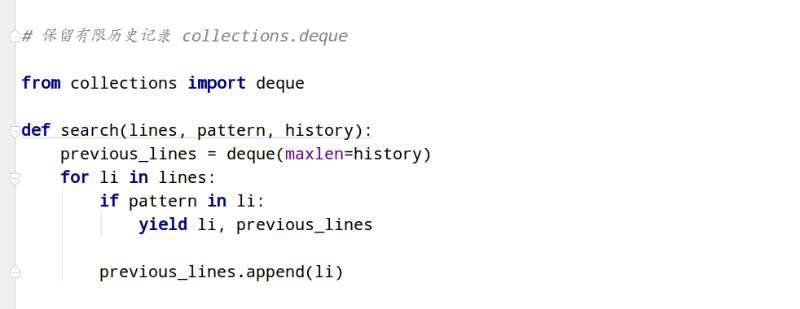 # 保留有限历史记录 collections.deque
from collections import deque
def search(lines, pattern, history):
    previous_lines = deque(maxlen=history)
    for li in lines:
        if pattern in li:
            yield li, previous_lines
        previous_lines.append(li)